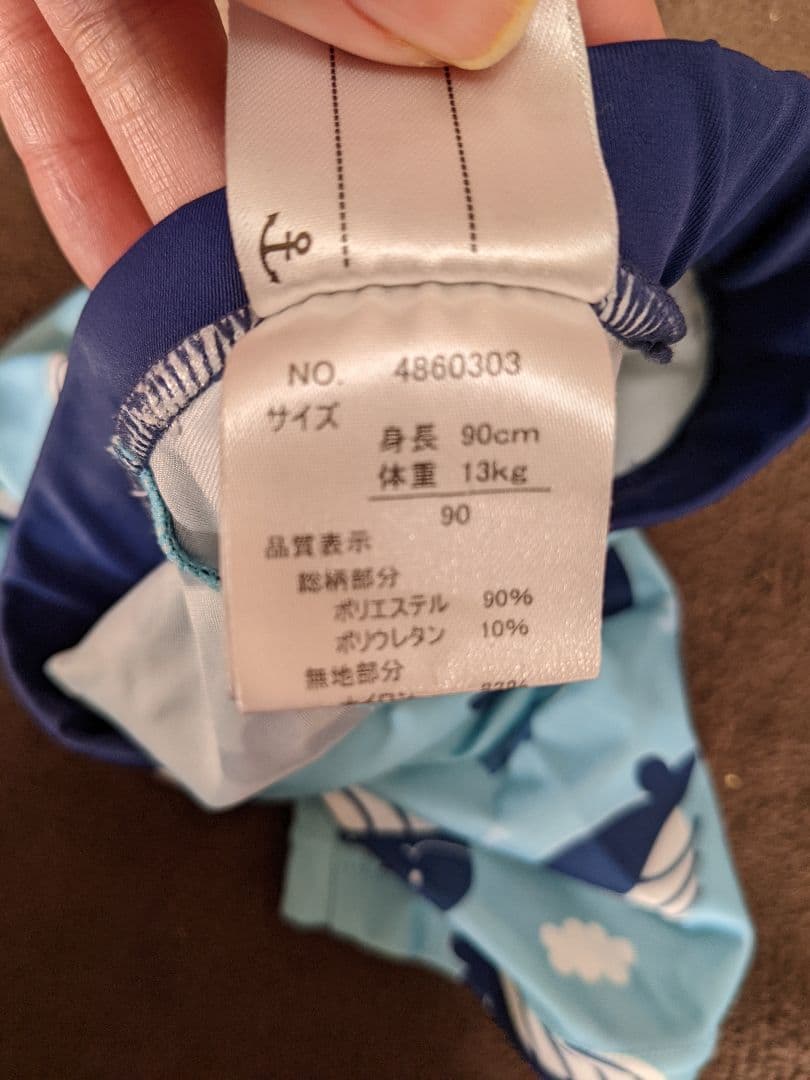 NO. 4860303
サイズ
身長 90cm
体重 13kg
90
品質表示
総柄部分
ポリエステル 90%
ポリウレタン 10%
無地部分